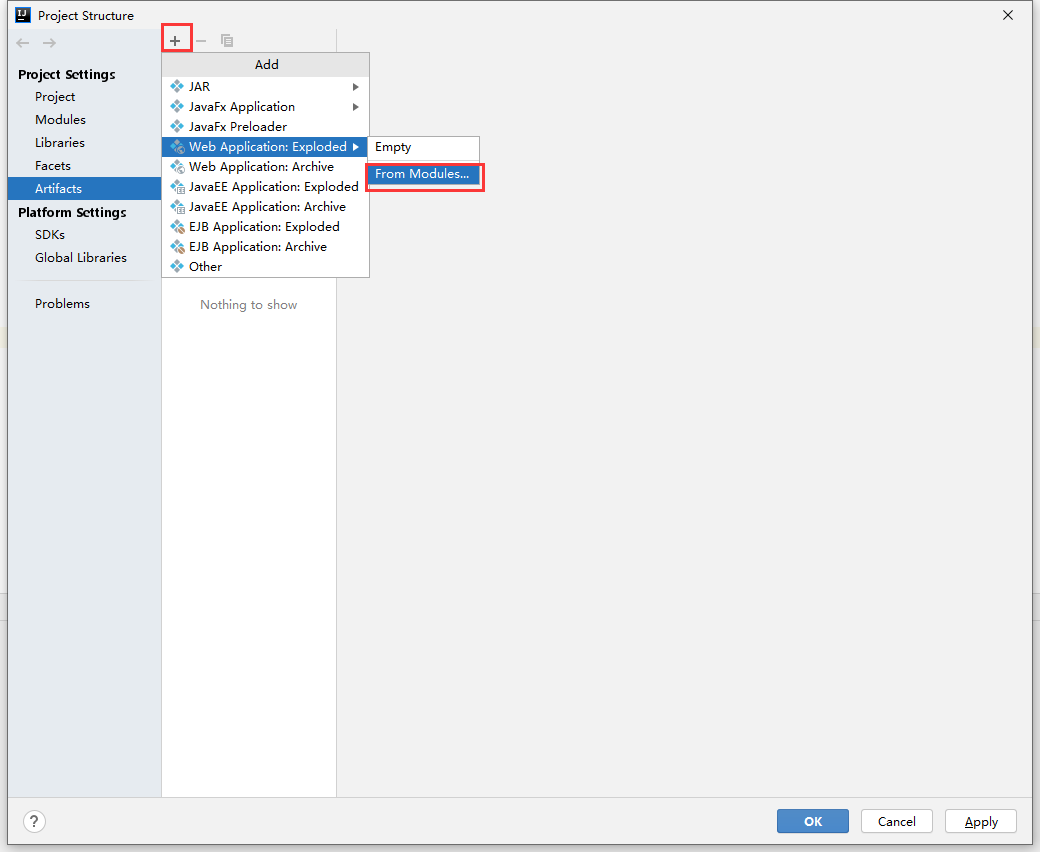 Project Structure
Project Settings
Project
Modules
Libraries
Facets
Artifacts
Platform Settings
SDKs
Global Libraries
Problems
Add
JAR
JavaFx Application
JavaFx Preloader
Web Application: Exploded
Web Application: Archive
JavaEE Application: Exploded
JavaEE Application: Archive
EJB Application: Exploded
EJB Application: Archive
Other
Empty
From Modules...
Nothing to show
?
OK
Cancel
Apply